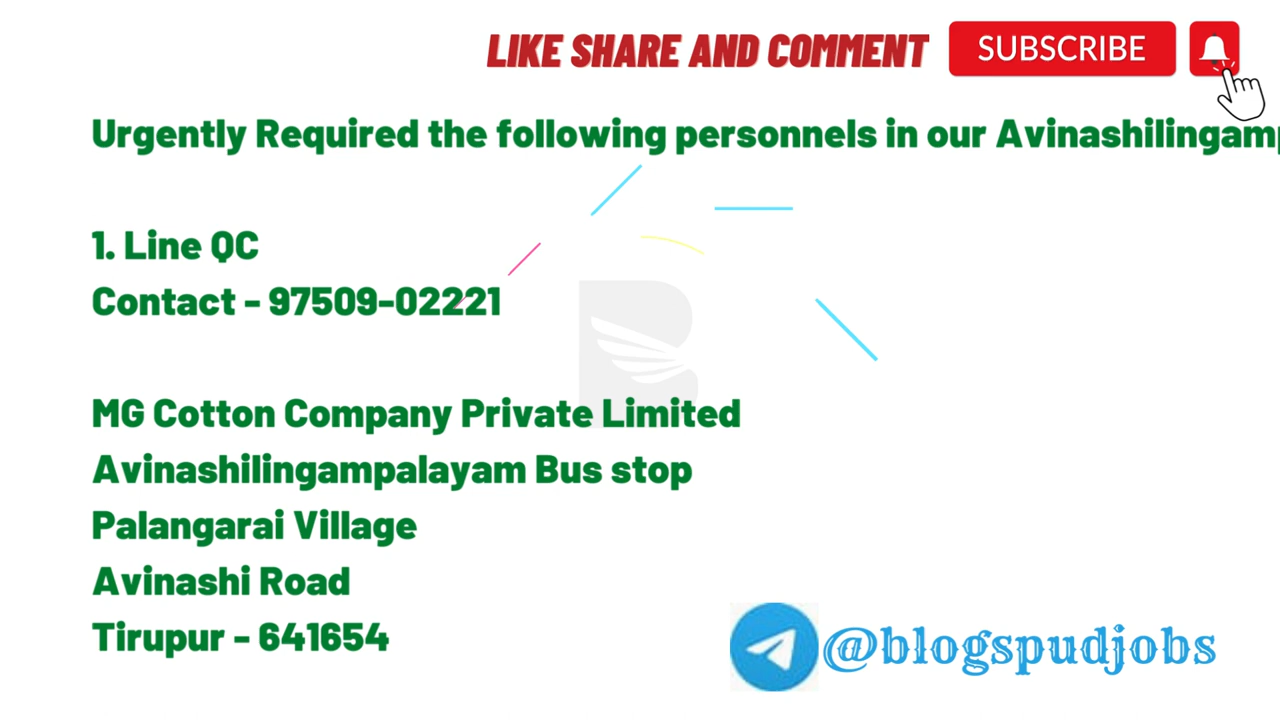 LIKE SHARE AND COMMENT
SUBSCRIBE
Urgently Required the following personnels in our Avinashilingamp
1. Line QC
Contact - 97509-02221
MG Cotton Company Private Limited
Avinashilingampalayam Bus stop
Palangarai Village
Avinashi Road
Tirupur - 641654
@blogspudjobs